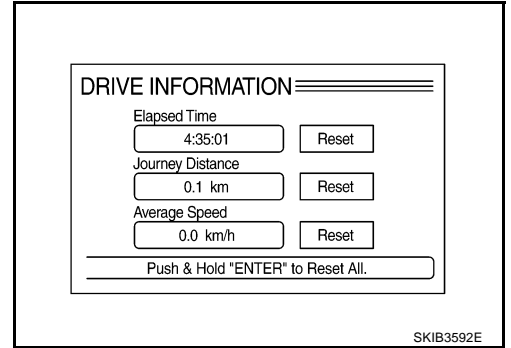 DRIVE INFORMATION
Elapsed Time
4:35:01 Reset
Journey Distance
0.1 km Reset
Average Speed
0.0 km/h Reset
Push & Hold "ENTER" to Reset All.
SKIB3592E